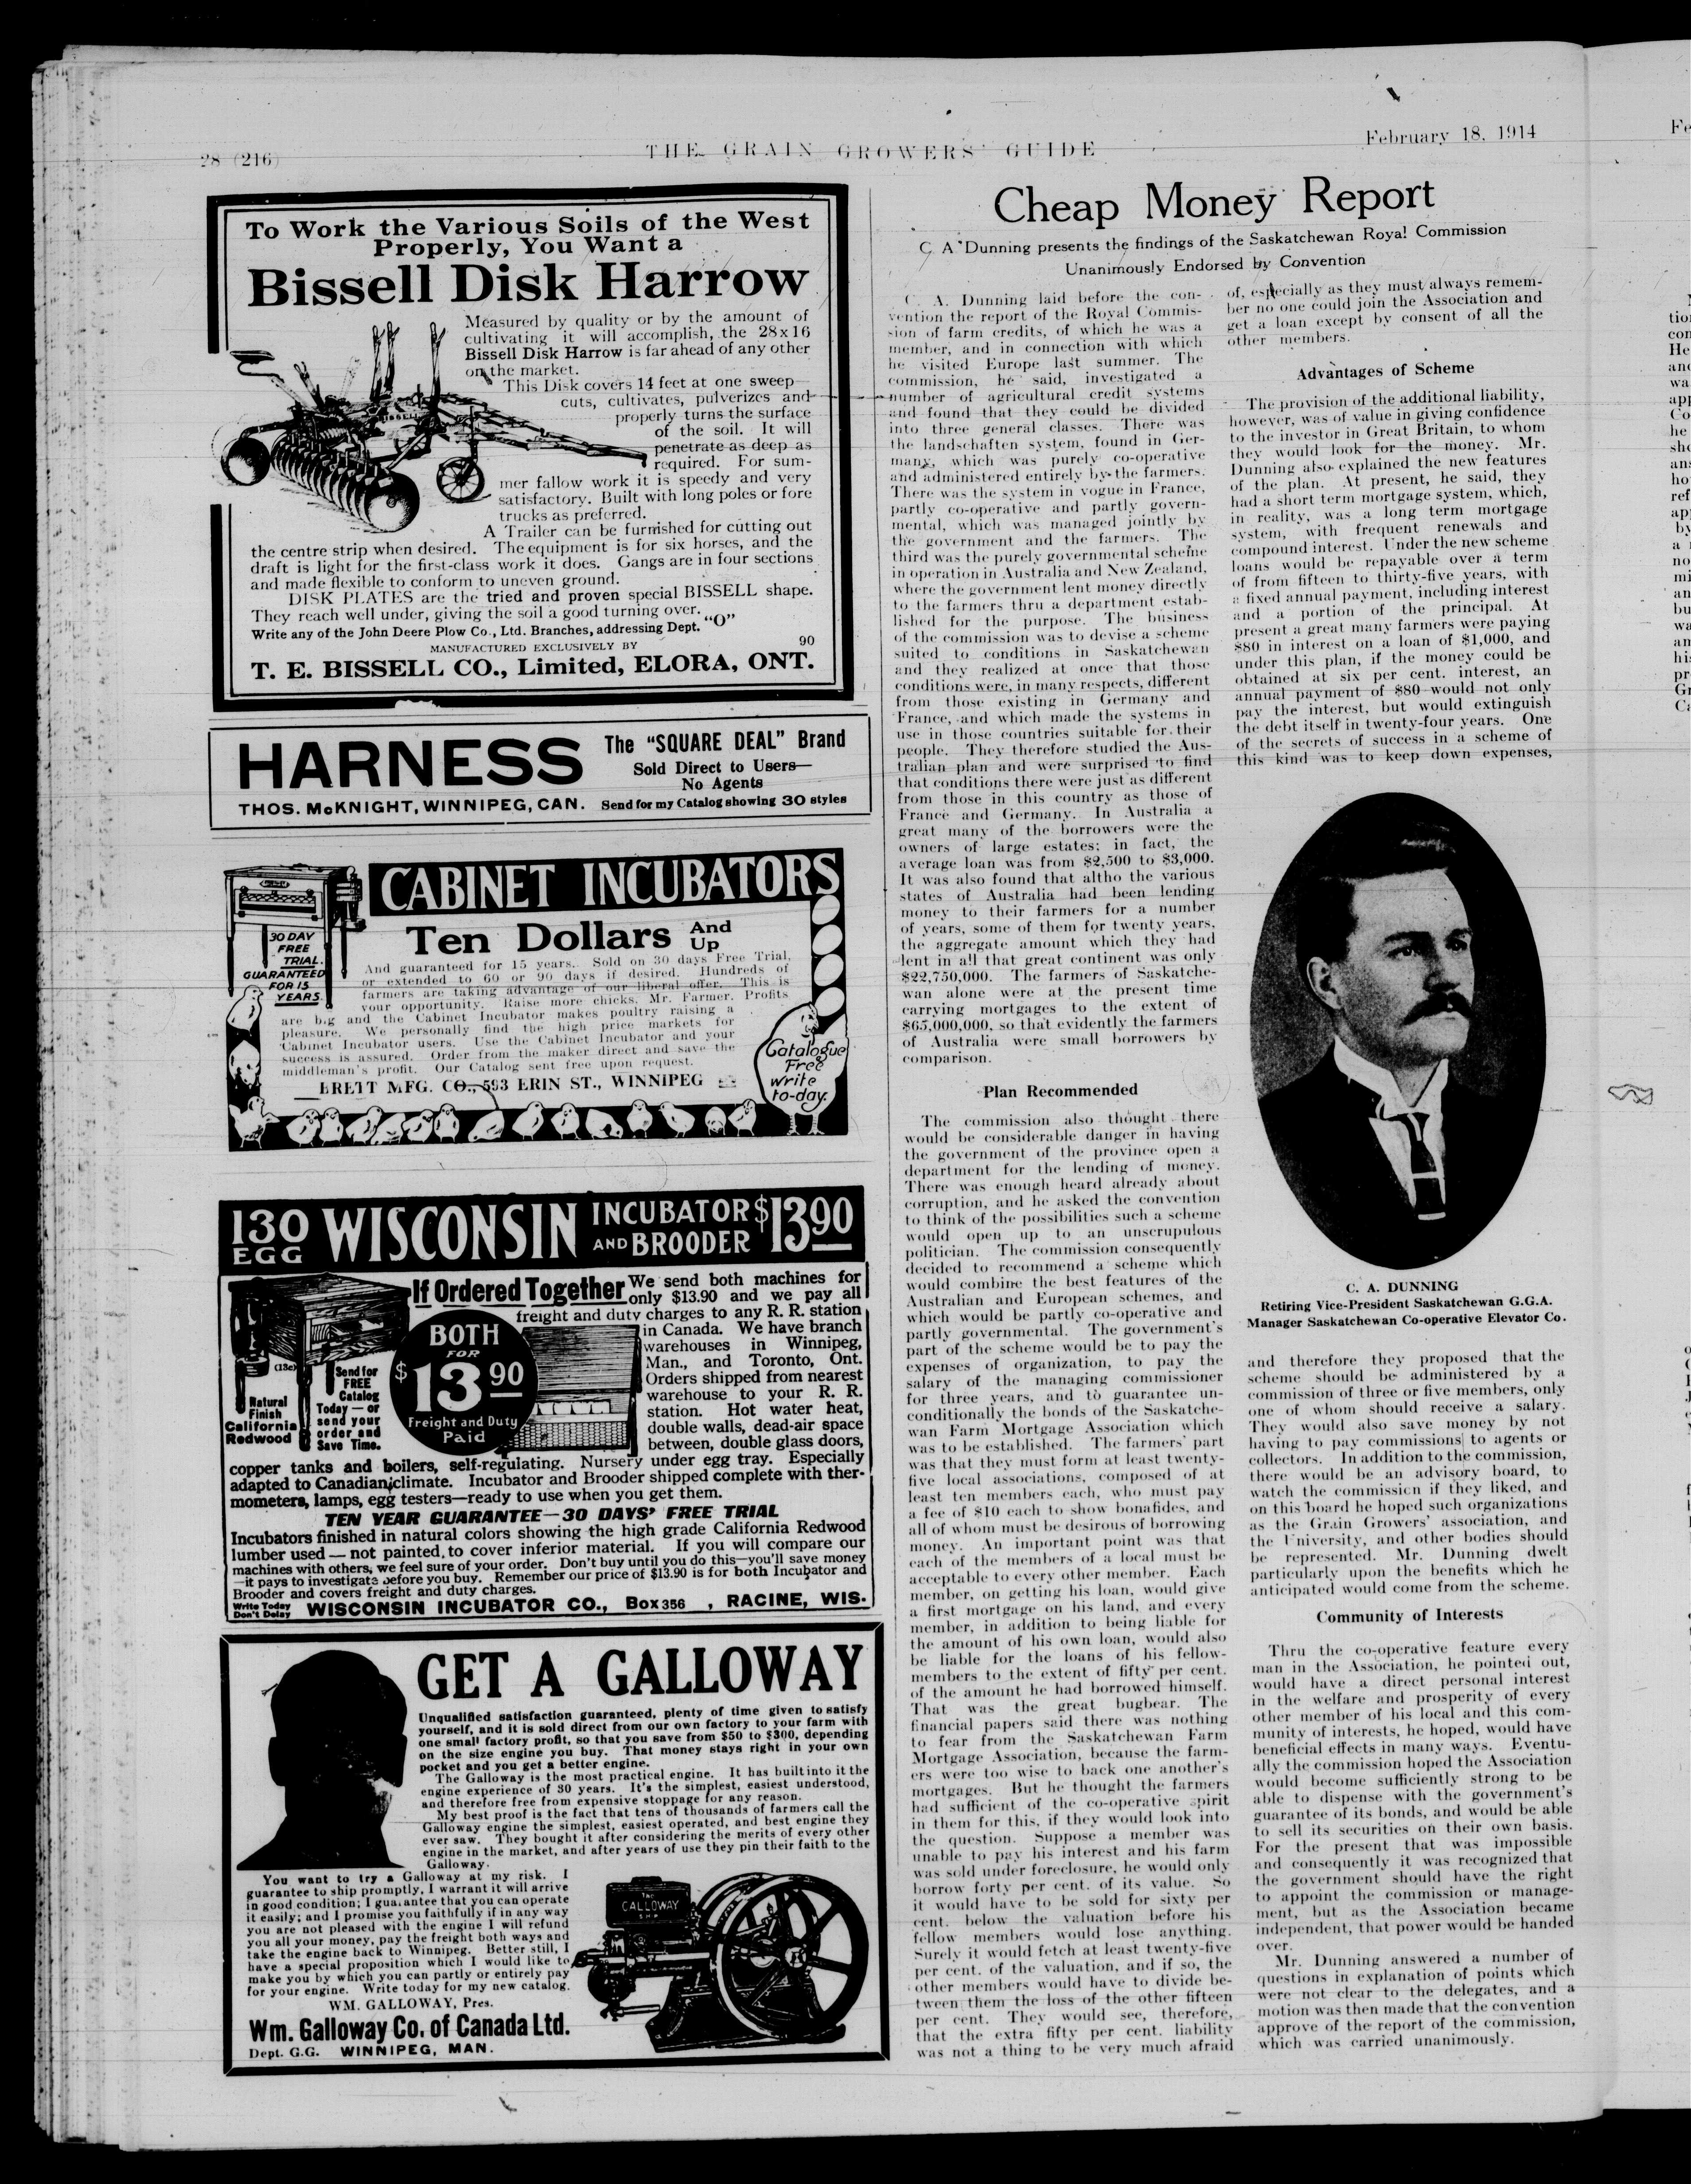 28 (216)
THE GRAIN GROWERS' GUIDE
February 18, 1914
To Work the Various Soils of the West
Properly, You Want a
Bissell Disk Harrow
Measured by quality or by the amount of
cultivating it will accomplish, the 28x16
Bissell Disk Harrow is far ahead of any other
on the market.
This Disk covers 14 feet at one sweep—
cuts, cultivates, pulverizes and
properly turns the surface
of the soil. It will
penetrate as deep as
required. For sum-
mer fallow work it is speedy and very
satisfactory. Built with long poles or fore
trucks as preferred.
A Trailer can be furnished for cutting out
the centre strip when desired. The equipment is for six horses, and the
draft is light for the first-class work it does. Gangs are in four sections
and made flexible to conform to uneven ground.
DISK PLATES are the tried and proven special BISSELL shape.
They reach well under, giving the soil a good turning over.
Write any of the John Deere Plow Co., Ltd. Branches, addressing Dept. "O"
MANUFACTURED EXCLUSIVELY BY 90
T. E. BISSELL CO., Limited, ELORA, ONT.
HARNESS
The "SQUARE DEAL" Brand
Sold Direct to Users—
No Agents
THOS. McKNIGHT, WINNIPEG, CAN. Send for my Catalog showing 30 styles
CABINET INCUBATORS
Ten Dollars And Up
30 DAY
FREE
TRIAL.
GUARANTEED
FOR 15
YEARS
And guaranteed for 15 years. Sold on 30 days Free Trial,
or extended to 60 or 90 days if desired. Hundreds of
farmers are taking advantage of our liberal offer. This is
your opportunity. Raise more chicks, Mr. Farmer. Profits
are big and the Cabinet Incubator makes poultry raising a
pleasure. We personally find the high price markets for
Cabinet Incubator users. Use the Cabinet Incubator and your
success is assured. Order from the maker direct and save the
middleman's profit. Our Catalog sent free upon request.
BRETT MFG. CO., 593 ERIN ST., WINNIPEG
Catalogue
Free
write
to-day.
130
EGG
WISCONSIN
INCUBATOR
AND BROODER
$13.90
If Ordered Together
We send both machines for
only $13.90 and we pay all
freight and duty charges to any R. R. station
in Canada. We have branch
warehouses in Winnipeg,
Man., and Toronto, Ont.
Orders shipped from nearest
warehouse to your R. R.
station. Hot water heat,
double walls, dead-air space
between, double glass doors,
BOTH
FOR
$13.90
Freight and Duty
Paid
(13c)
Natural
Finish
California
Redwood
Send for
FREE
Catalog
Today — or
send your
order and
Save Time.
copper tanks and boilers, self-regulating. Nursery under egg tray. Especially
adapted to Canadian climate. Incubator and Brooder shipped complete with ther-
mometers, lamps, egg testers—ready to use when you get them.
TEN YEAR GUARANTEE—30 DAYS' FREE TRIAL
Incubators finished in natural colors showing the high grade California Redwood
lumber used — not painted, to cover inferior material. If you will compare our
machines with others, we feel sure of your order. Don't buy until you do this—you'll save money
—it pays to investigate before you buy. Remember our price of $13.90 is for both Incubator and
Brooder and covers freight and duty charges.
Write Today
Don't Delay
WISCONSIN INCUBATOR CO., Box 356 , RACINE, WIS.
GET A GALLOWAY
Unqualified satisfaction guaranteed, plenty of time given to satisfy
yourself, and it is sold direct from our own factory to your farm with
one small factory profit, so that you save from $50 to $300, depending
on the size engine you buy. That money stays right in your own
pocket and you get a better engine.
The Galloway is the most practical engine. It has built into it the
engine experience of 30 years. It's the simplest, easiest understood,
and therefore free from expensive stoppage for any reason.
My best proof is the fact that tens of thousands of farmers call the
Galloway engine the simplest, easiest operated, and best engine they
ever saw. They bought it after considering the merits of every other
engine in the market, and after years of use they pin their faith to the
Galloway.
You want to try a Galloway at my risk. I
guarantee to ship promptly, I warrant it will arrive
in good condition; I guarantee that you can operate
it easily; and I promise you faithfully if in any way
you are not pleased with the engine I will refund
you all your money, pay the freight both ways and
take the engine back to Winnipeg. Better still, I
have a special proposition which I would like to
make you by which you can partly or entirely pay
for your engine. Write today for my new catalog.
WM. GALLOWAY, Pres.
Wm. Galloway Co. of Canada Ltd.
Dept. G.G. WINNIPEG, MAN.
The
GALLOWAY
Cheap Money Report
C. A. Dunning presents the findings of the Saskatchewan Royal Commission
Unanimously Endorsed by Convention
C. A. Dunning laid before the con-
vention the report of the Royal Commis-
sion of farm credits, of which he was a
member, and in connection with which
he visited Europe last summer. The
commission, he said, investigated a
number of agricultural credit systems
and found that they could be divided
into three general classes. There was
the landschaften system, found in Ger-
many, which was purely co-operative
and administered entirely by the farmers.
There was the system in vogue in France,
partly co-operative and partly govern-
mental, which was managed jointly by
the government and the farmers. The
third was the purely governmental scheme
in operation in Australia and New Zealand,
where the government lent money directly
to the farmers thru a department estab-
lished for the purpose. The business
of the commission was to devise a scheme
suited to conditions in Saskatchewan
and they realized at once that those
conditions were, in many respects, different
from those existing in Germany and
France, and which made the systems in
use in those countries suitable for their
people. They therefore studied the Aus-
tralian plan and were surprised to find
that conditions there were just as different
from those in this country as those of
France and Germany. In Australia a
great many of the borrowers were the
owners of large estates; in fact, the
average loan was from $2,500 to $3,000.
It was also found that altho the various
states of Australia had been lending
money to their farmers for a number
of years, some of them for twenty years,
the aggregate amount which they had
lent in all that great continent was only
$22,750,000. The farmers of Saskatche-
wan alone were at the present time
carrying mortgages to the extent of
$65,000,000, so that evidently the farmers
of Australia were small borrowers by
comparison.
Plan Recommended
The commission also thought there
would be considerable danger in having
the government of the province open a
department for the lending of money.
There was enough heard already about
corruption, and he asked the convention
to think of the possibilities such a scheme
would open up to an unscrupulous
politician. The commission consequently
decided to recommend a scheme which
would combine the best features of the
Australian and European schemes, and
which would be partly co-operative and
partly governmental. The government's
part of the scheme would be to pay the
expenses of organization, to pay the
salary of the managing commissioner
for three years, and to guarantee un-
conditionally the bonds of the Saskatche-
wan Farm Mortgage Association which
was to be established. The farmers' part
was that they must form at least twenty-
five local associations, composed of at
least ten members each, who must pay
a fee of $10 each to show bonafides, and
all of whom must be desirous of borrowing
money. An important point was that
each of the members of a local must be
acceptable to every other member. Each
member, on getting his loan, would give
a first mortgage on his land, and every
member, in addition to being liable for
the amount of his own loan, would also
be liable for the loans of his fellow-
members to the extent of fifty per cent.
of the amount he had borrowed himself.
That was the great bugbear. The
financial papers said there was nothing
to fear from the Saskatchewan Farm
Mortgage Association, because the farm-
ers were too wise to back one another's
mortgages. But he thought the farmers
had sufficient of the co-operative spirit
in them for this, if they would look into
the question. Suppose a member was
unable to pay his interest and his farm
was sold under foreclosure, he would only
borrow forty per cent. of its value. So
it would have to be sold for sixty per
cent. below the valuation before his
fellow members would lose anything.
Surely it would fetch at least twenty-five
per cent. of the valuation, and if so, the
other members would have to divide be-
tween them the loss of the other fifteen
per cent. They would see, therefore,
that the extra fifty per cent. liability
was not a thing to be very much afraid
of, especially as they must always remem-
ber no one could join the Association and
get a loan except by consent of all the
other members.
Advantages of Scheme
The provision of the additional liability,
however, was of value in giving confidence
to the investor in Great Britain, to whom
they would look for the money. Mr.
Dunning also explained the new features
of the plan. At present, he said, they
had a short term mortgage system, which,
in reality, was a long term mortgage
system, with frequent renewals and
compound interest. Under the new scheme
loans would be repayable over a term
of from fifteen to thirty-five years, with
a fixed annual payment, including interest
and a portion of the principal. At
present a great many farmers were paying
$80 in interest on a loan of $1,000, and
under this plan, if the money could be
obtained at six per cent. interest, an
annual payment of $80 would not only
pay the interest, but would extinguish
the debt itself in twenty-four years. One
of the secrets of success in a scheme of
this kind was to keep down expenses,
C. A. DUNNING
Retiring Vice-President Saskatchewan G.G.A.
Manager Saskatchewan Co-operative Elevator Co.
and therefore they proposed that the
scheme should be administered by a
commission of three or five members, only
one of whom should receive a salary.
They would also save money by not
having to pay commissions to agents or
collectors. In addition to the commission,
there would be an advisory board, to
watch the commission if they liked, and
on this board he hoped such organizations
as the Grain Growers' association, and
the University, and other bodies should
be represented. Mr. Dunning dwelt
particularly upon the benefits which he
anticipated would come from the scheme.
Community of Interests
Thru the co-operative feature every
man in the Association, he pointed out,
would have a direct personal interest
in the welfare and prosperity of every
other member of his local and this com-
munity of interests, he hoped, would have
beneficial effects in many ways. Eventu-
ally the commission hoped the Association
would become sufficiently strong to be
able to dispense with the government's
guarantee of its bonds, and would be able
to sell its securities on their own basis.
For the present that was impossible
and consequently it was recognized that
the government should have the right
to appoint the commission or manage-
ment, but as the Association became
independent, that power would be handed
over.
Mr. Dunning answered a number of
questions in explanation of points which
were not clear to the delegates, and a
motion was then made that the convention
approve of the report of the commission,
which was carried unanimously.